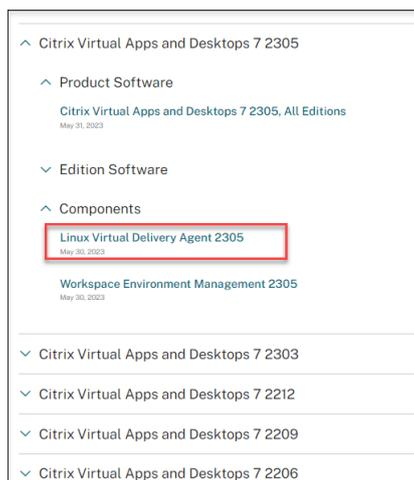 Citrix Virtual Apps and Desktops 7 2305
Product Software
Citrix Virtual Apps and Desktops 7 2305, All Editions
May 31, 2023
Edition Software
Components
Linux Virtual Delivery Agent 2305
May 30, 2023
Workspace Environment Management 2305
May 30, 2023
Citrix Virtual Apps and Desktops 7 2303
Citrix Virtual Apps and Desktops 7 2212
Citrix Virtual Apps and Desktops 7 2209
Citrix Virtual Apps and Desktops 7 2206